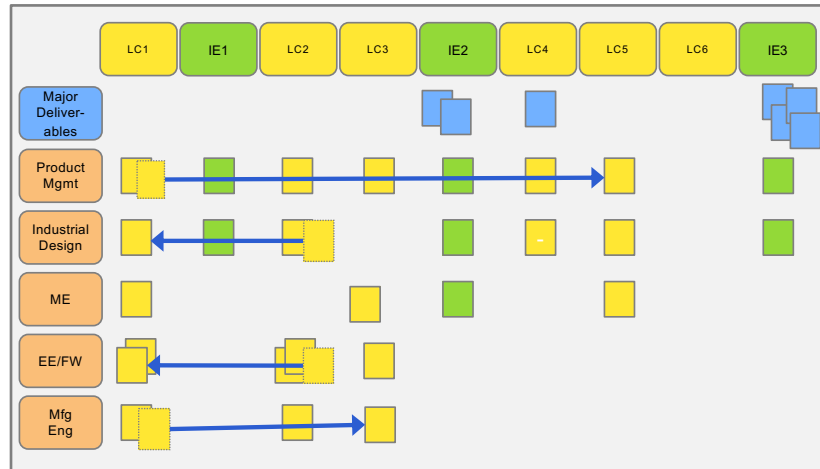 LC1 IE1 LC2 LC3 IE2 LC4 LC5 LC6 IE3
Major
Deliver-
ables
Product
Mgmt
Industrial
Design
-
ME
EE/FW
Mfg
Eng